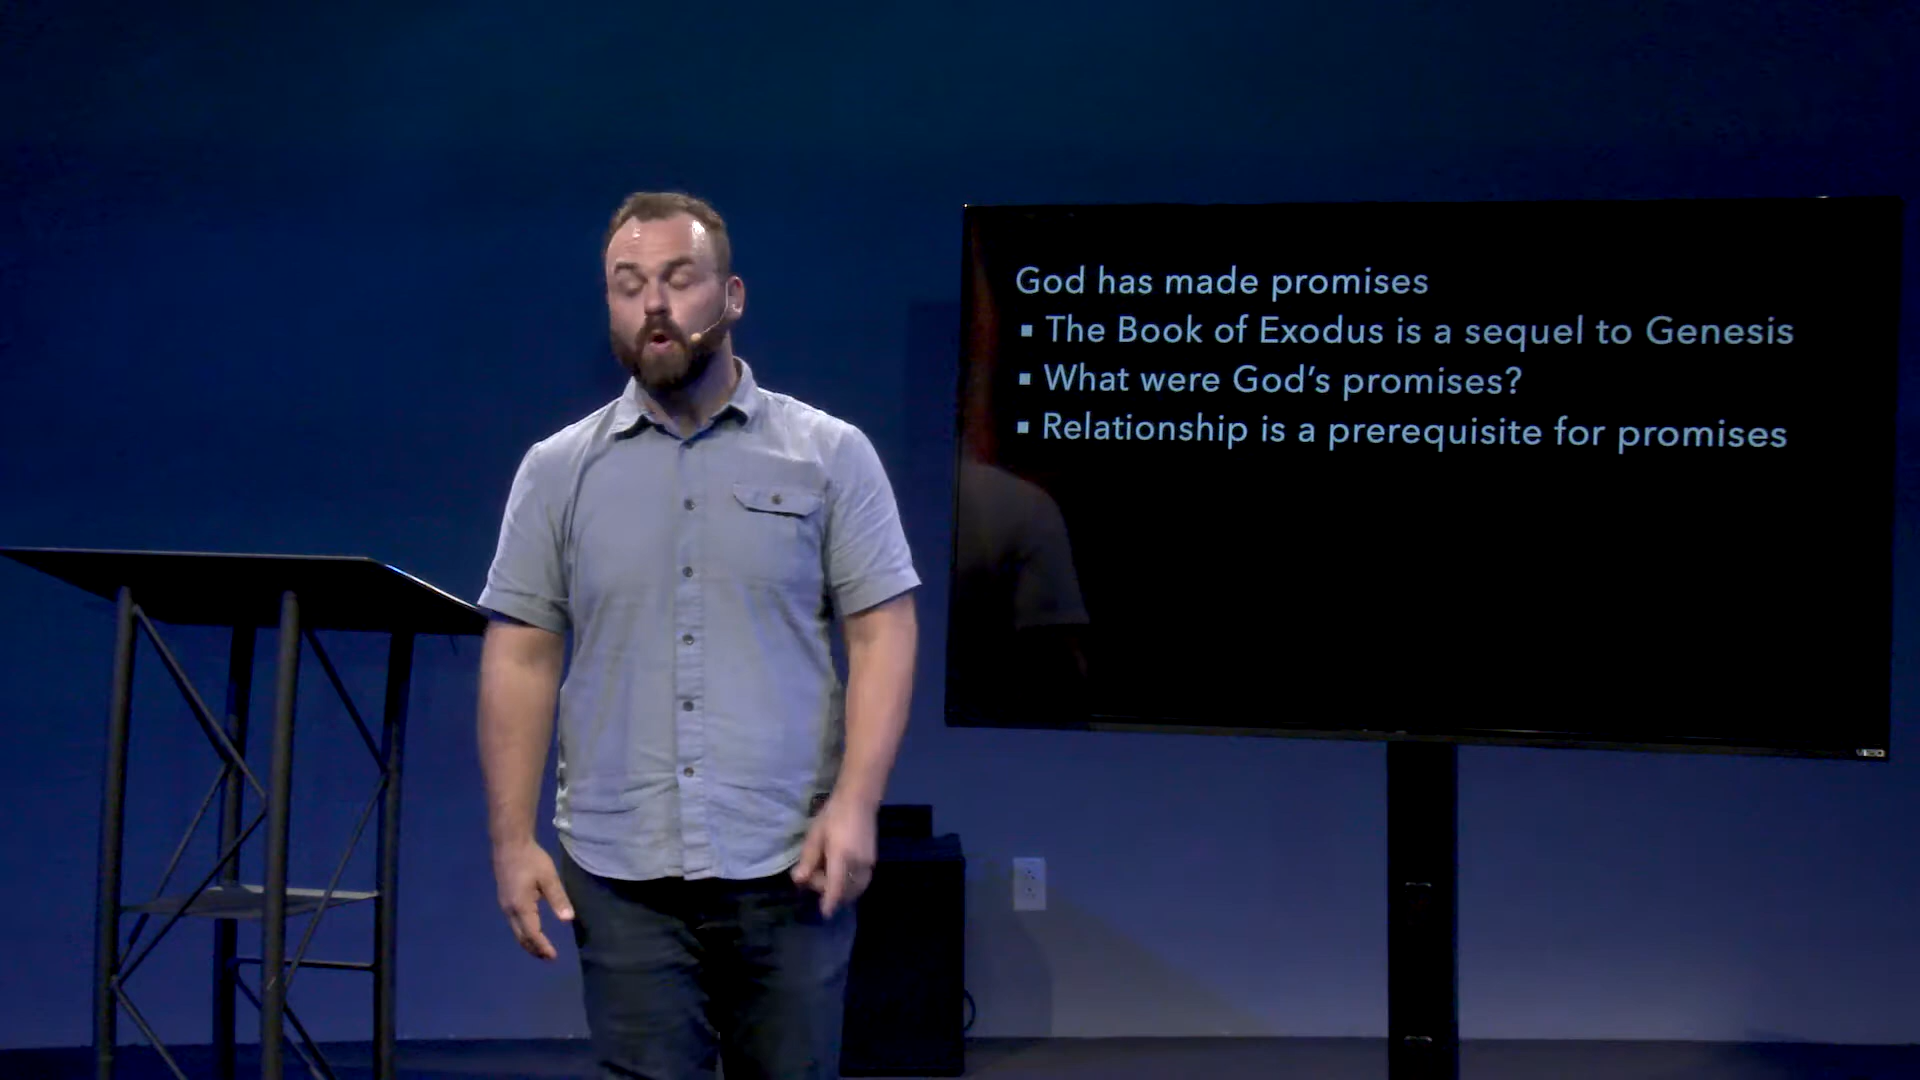 God has made promises
▪ The Book of Exodus is a sequel to Genesis
▪ What were God's promises?
▪ Relationship is a prerequisite for promises